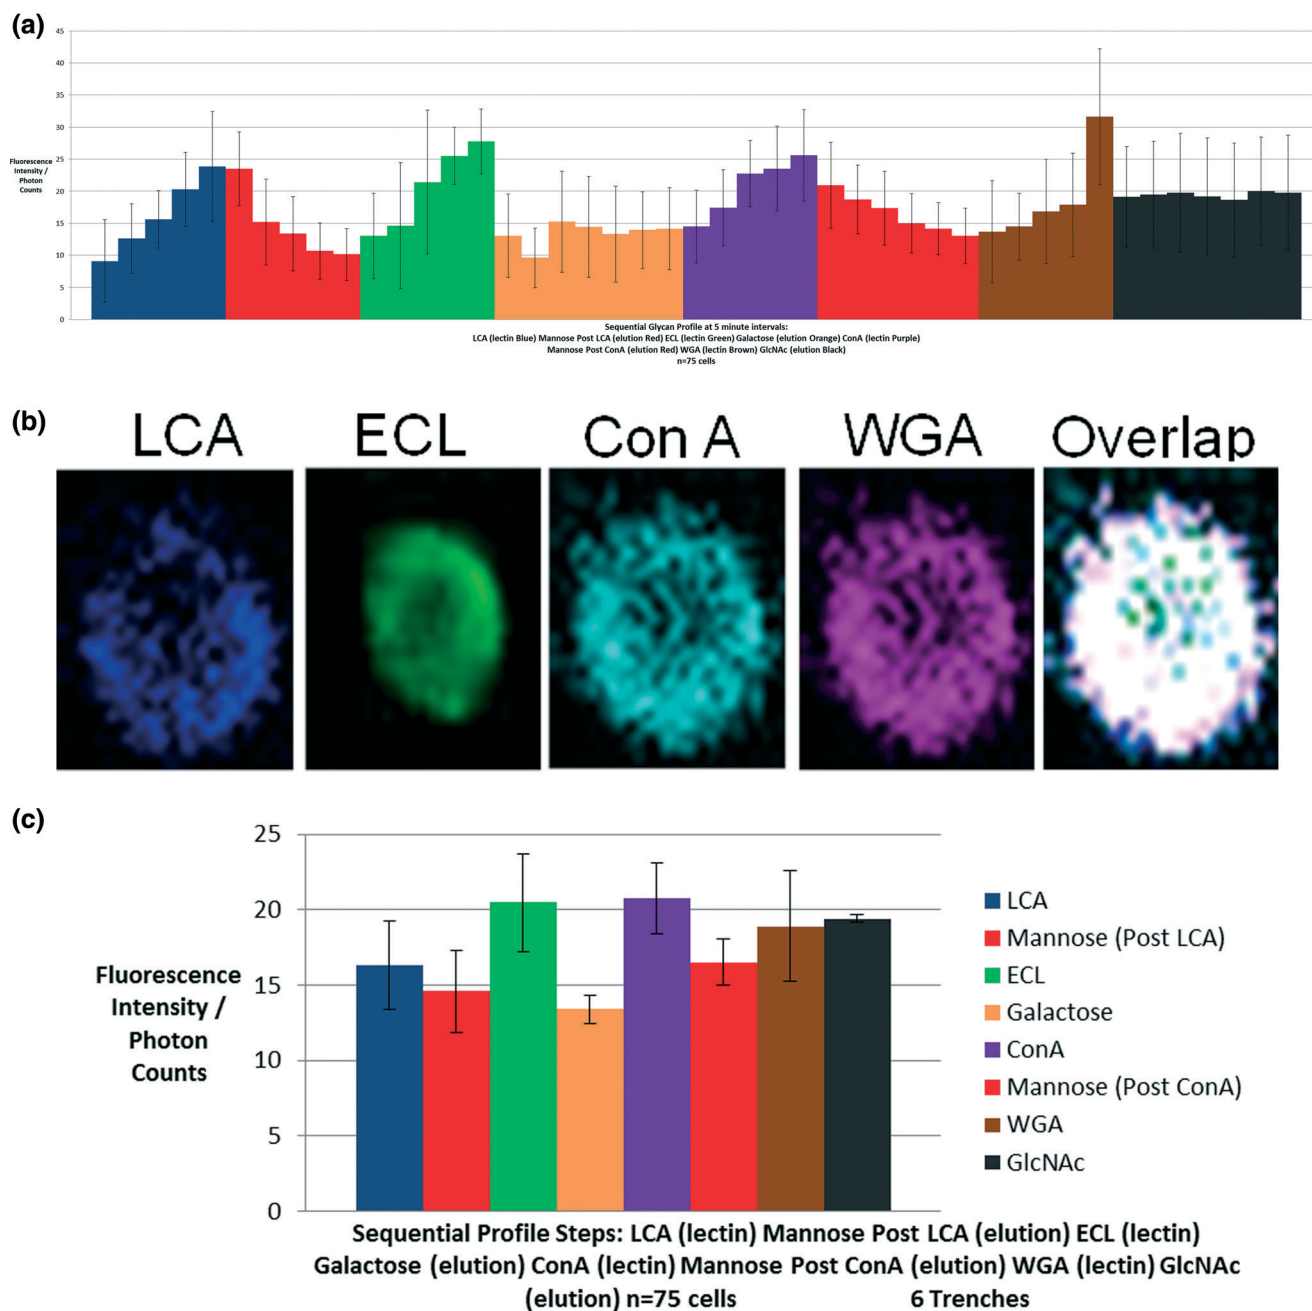 (a)
45
40
35
30
25
20
15
10
5
0
Fluorescence
Intensity /
Photon
Counts
Sequential Glycan Profile at 5 minute intervals:
LCA (lectin Blue) Mannose Post LCA (elution Red) ECL (lectin Green) Galactose (elution Orange) ConA (lectin Purple)
Mannose Post ConA (elution Red) WGA (lectin Brown) GlcNAc (elution Black)
n=75 cells
(b)
LCA ECL Con A WGA Overlap
(c)
25
20
15
10
5
0
Fluorescence
Intensity /
Photon
Counts
LCA
Mannose (Post LCA)
ECL
Galactose
ConA
Mannose (Post ConA)
WGA
GlcNAc
Sequential Profile Steps: LCA (lectin) Mannose Post LCA (elution) ECL (lectin)
Galactose (elution) ConA (lectin) Mannose Post ConA (elution) WGA (lectin) GlcNAc
(elution) n=75 cells 6 Trenches